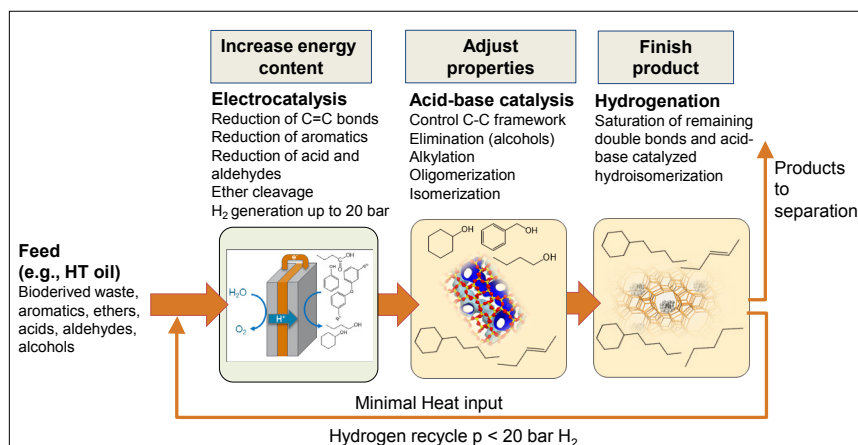 Increase energy
content
Adjust
properties
Finish
product
Electrocatalysis
Reduction of C=C bonds
Reduction of aromatics
Reduction of acid and
aldehydes
Ether cleavage
H₂ generation up to 20 bar
Acid-base catalysis
Control C-C framework
Elimination (alcohols)
Alkylation
Oligomerization
Isomerization
Hydrogenation
Saturation of remaining
double bonds and acid-
base catalyzed
hydroisomerization
Products
to
separation
Feed
(e.g., HT oil)
Bioderived waste,
aromatics, ethers,
acids, aldehydes,
alcohols
H₂O
O₂
H⁺
OH
O
OH
OH
OH
OH
OH
Minimal Heat input
Hydrogen recycle p < 20 bar H₂